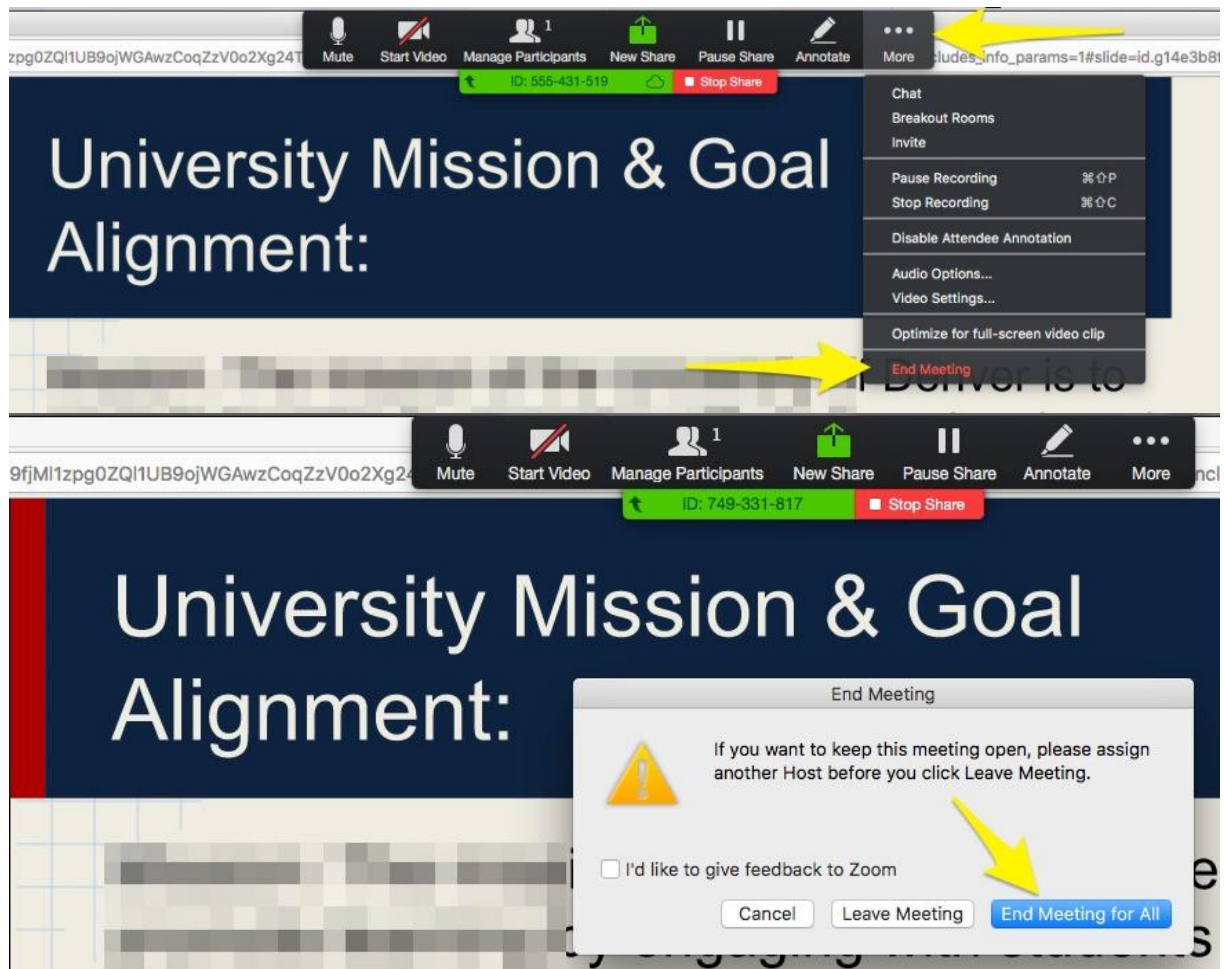 Mute Start Video Manage Participants 1 New Share Pause Share Annotate More
zpg0ZQl1UB9ojWGAwzCoqZzV0o2Xg24T
ID: 555-431-519 Stop Share
Chat
Breakout Rooms
Invite
Pause Recording ⌘⇧P
Stop Recording ⌘⇧C
Disable Attendee Annotation
Audio Options...
Video Settings...
Optimize for full-screen video clip
End Meeting
University Mission & Goal
Alignment:
Denver is to
Mute Start Video Manage Participants 1 New Share Pause Share Annotate More
ID: 749-331-817 Stop Share
University Mission & Goal
Alignment:
End Meeting
If you want to keep this meeting open, please assign
another Host before you click Leave Meeting.
I'd like to give feedback to Zoom
Cancel Leave Meeting End Meeting for All
by engaging with students